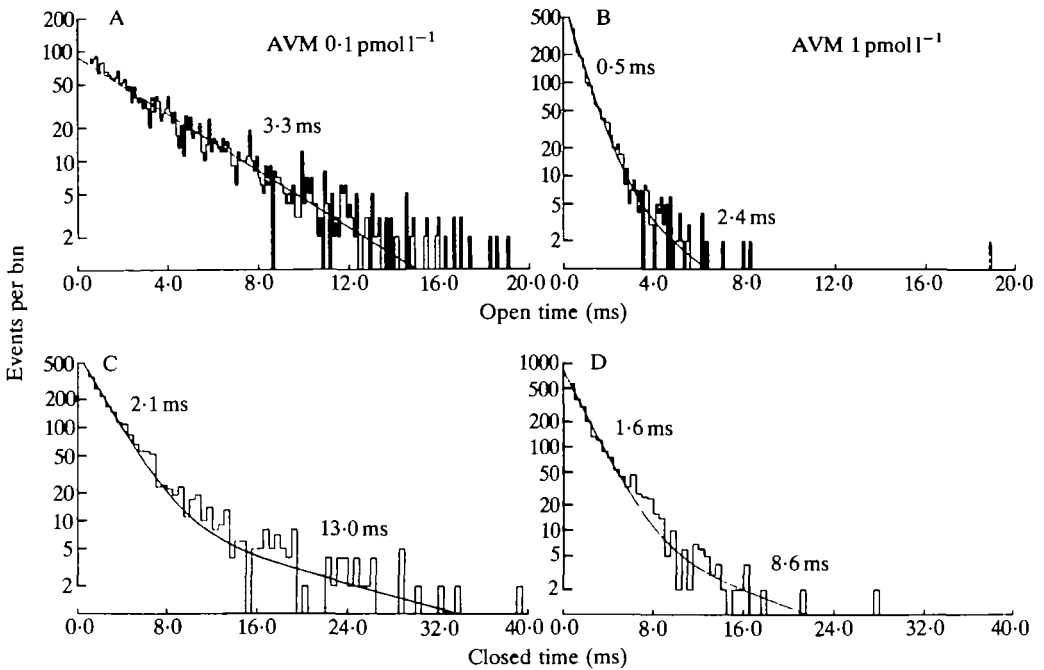 A
AVM 0·1 pmol l⁻¹
200
100
50
20
10
5
2
3·3 ms
0·0 4·0 8·0 12·0 16·0 20·0
B
AVM 1 pmol l⁻¹
500
200
100
50
20
10
5
2
0·5 ms
2·4 ms
0·0 4·0 8·0 12·0 16·0 20·0
Open time (ms)
Events per bin
C
500
200
100
50
20
10
5
2
2·1 ms
13·0 ms
0·0 8·0 16·0 24·0 32·0 40·0
D
1000
500
200
100
50
20
10
5
2
1·6 ms
8·6 ms
0·0 8·0 16·0 24·0 32·0 40·0
Closed time (ms)